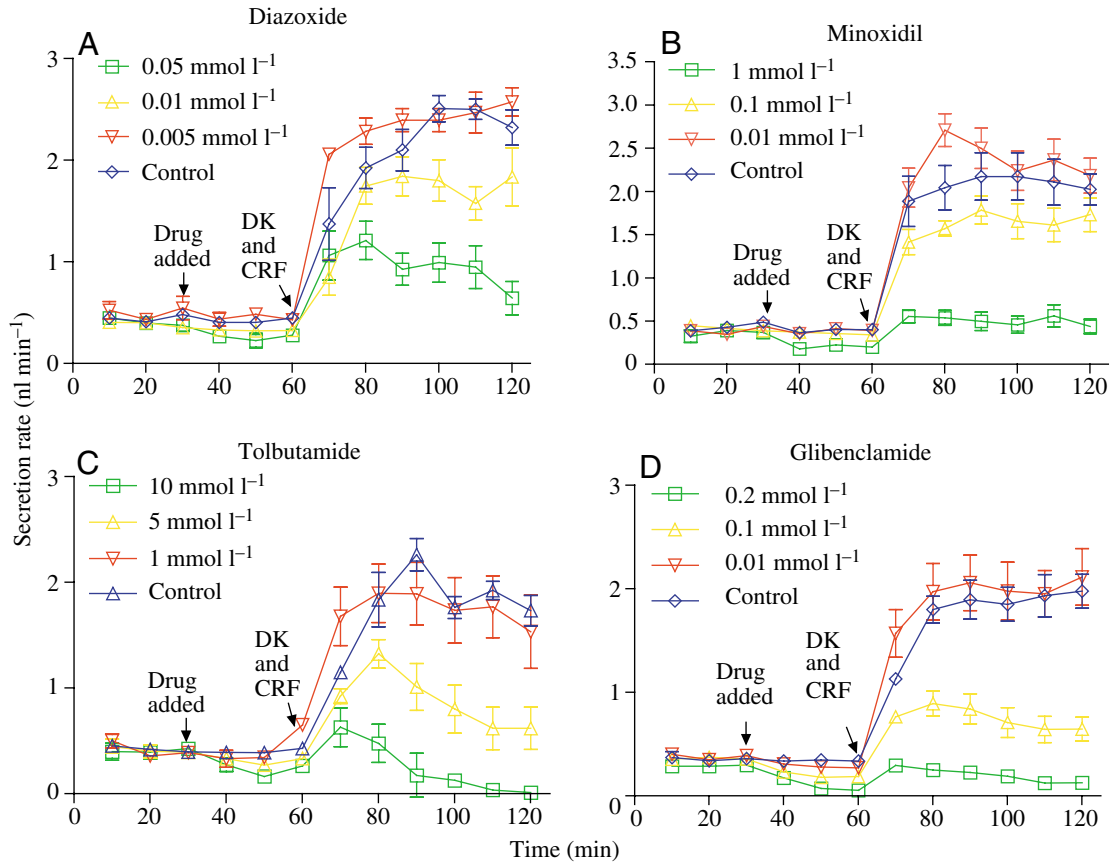 Diazoxide
A
0.05 mmol l⁻¹
0.01 mmol l⁻¹
0.005 mmol l⁻¹
Control
Drug
added
DK
and
CRF
3
2
1
0
0 20 40 60 80 100 120
Minoxidil
B
1 mmol l⁻¹
0.1 mmol l⁻¹
0.01 mmol l⁻¹
Control
Drug
added
DK
and
CRF
3.5
3.0
2.5
2.0
1.5
1.0
0.5
0
0 20 40 60 80 100 120
Secretion rate (nl min⁻¹)
Tolbutamide
C
10 mmol l⁻¹
5 mmol l⁻¹
1 mmol l⁻¹
Control
Drug
added
DK
and
CRF
3
2
1
0
0 20 40 60 80 100 120
Glibenclamide
D
0.2 mmol l⁻¹
0.1 mmol l⁻¹
0.01 mmol l⁻¹
Control
Drug
added
DK
and
CRF
3
2
1
0
0 20 40 60 80 100 120
Time (min)